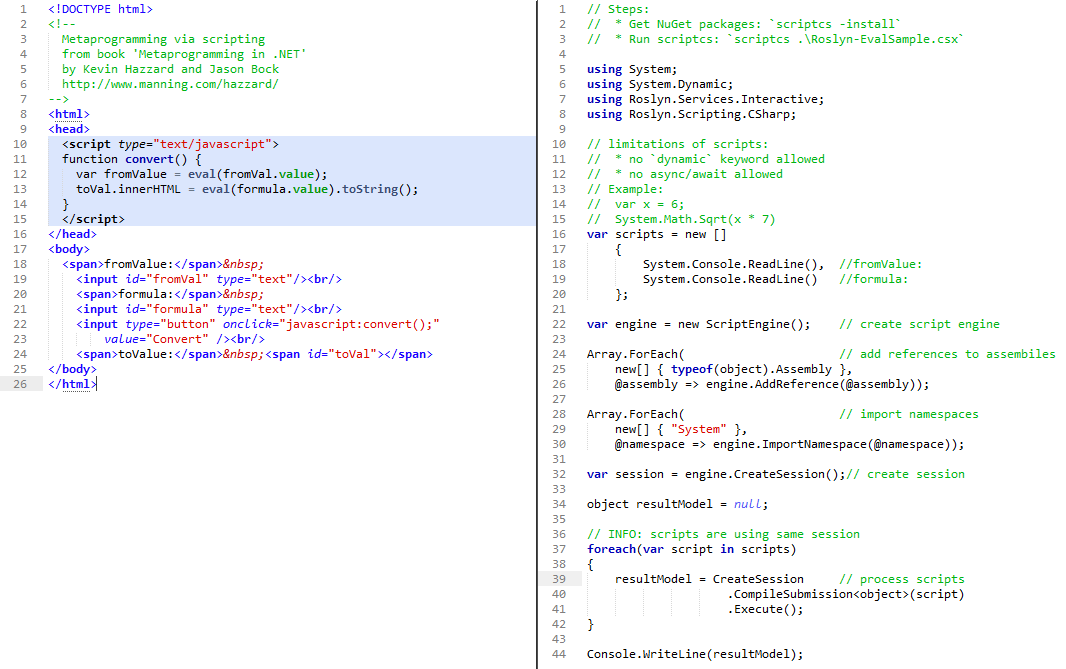 1 <!DOCTYPE html>
2 <!--
3   Metaprogramming via scripting
4   from book 'Metaprogramming in .NET'
5   by Kevin Hazzard and Jason Bock
6   http://www.manning.com/hazzard/
7 -->
8 <html>
9 <head>
10   <script type="text/javascript">
11   function convert() {
12     var fromValue = eval(fromVal.value);
13     toVal.innerHTML = eval(formula.value).toString();
14   }
15   </script>
16 </head>
17 <body>
18   <span>fromValue:</span>&nbsp;
19     <input id="fromVal" type="text"/><br/>
20     <span>formula:</span>&nbsp;
21     <input id="formula" type="text"/><br/>
22     <input type="button" onclick="javascript:convert();"
23         value="Convert" /><br/>
24     <span>toValue:</span>&nbsp;<span id="toVal"></span>
25 </body>
26 </html>
1 // Steps:
2 //  * Get NuGet packages: `scriptcs -install`
3 //  * Run scriptcs: `scriptcs .\Roslyn-EvalSample.csx`
4
5 using System;
6 using System.Dynamic;
7 using Roslyn.Services.Interactive;
8 using Roslyn.Scripting.CSharp;
9
10 // limitations of scripts:
11 //  * no `dynamic` keyword allowed
12 //  * no async/await allowed
13 // Example:
14 //  var x = 6;
15 //  System.Math.Sqrt(x * 7)
16 var scripts = new []
17     {
18         System.Console.ReadLine(),  //fromValue:
19         System.Console.ReadLine()   //formula:
20     };
21
22 var engine = new ScriptEngine();    // create script engine
23
24 Array.ForEach(                      // add references to assembiles
25     new[] { typeof(object).Assembly },
26     @assembly => engine.AddReference(@assembly));
27
28 Array.ForEach(                      // import namespaces
29     new[] { "System" },
30     @namespace => engine.ImportNamespace(@namespace));
31
32 var session = engine.CreateSession();// create session
33
34 object resultModel = null;
35
36 // INFO: scripts are using same session
37 foreach(var script in scripts)
38 {
39     resultModel = CreateSession     // process scripts
40                     .CompileSubmission<object>(script)
41                     .Execute();
42 }
43
44 Console.WriteLine(resultModel);